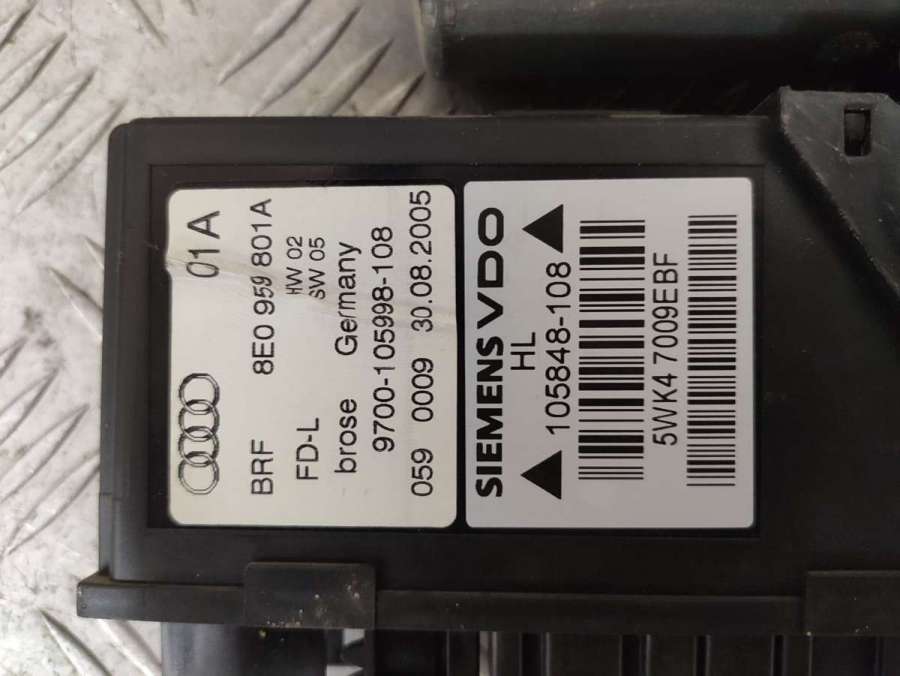 01A
BRF 8E0 959 801A
FD-L HW 02
SW 05
brose Germany
9700-105998-108
059 0009 30.08.2005
SIEMENS VDO
HL
105848-108
5WK4 7009EBF